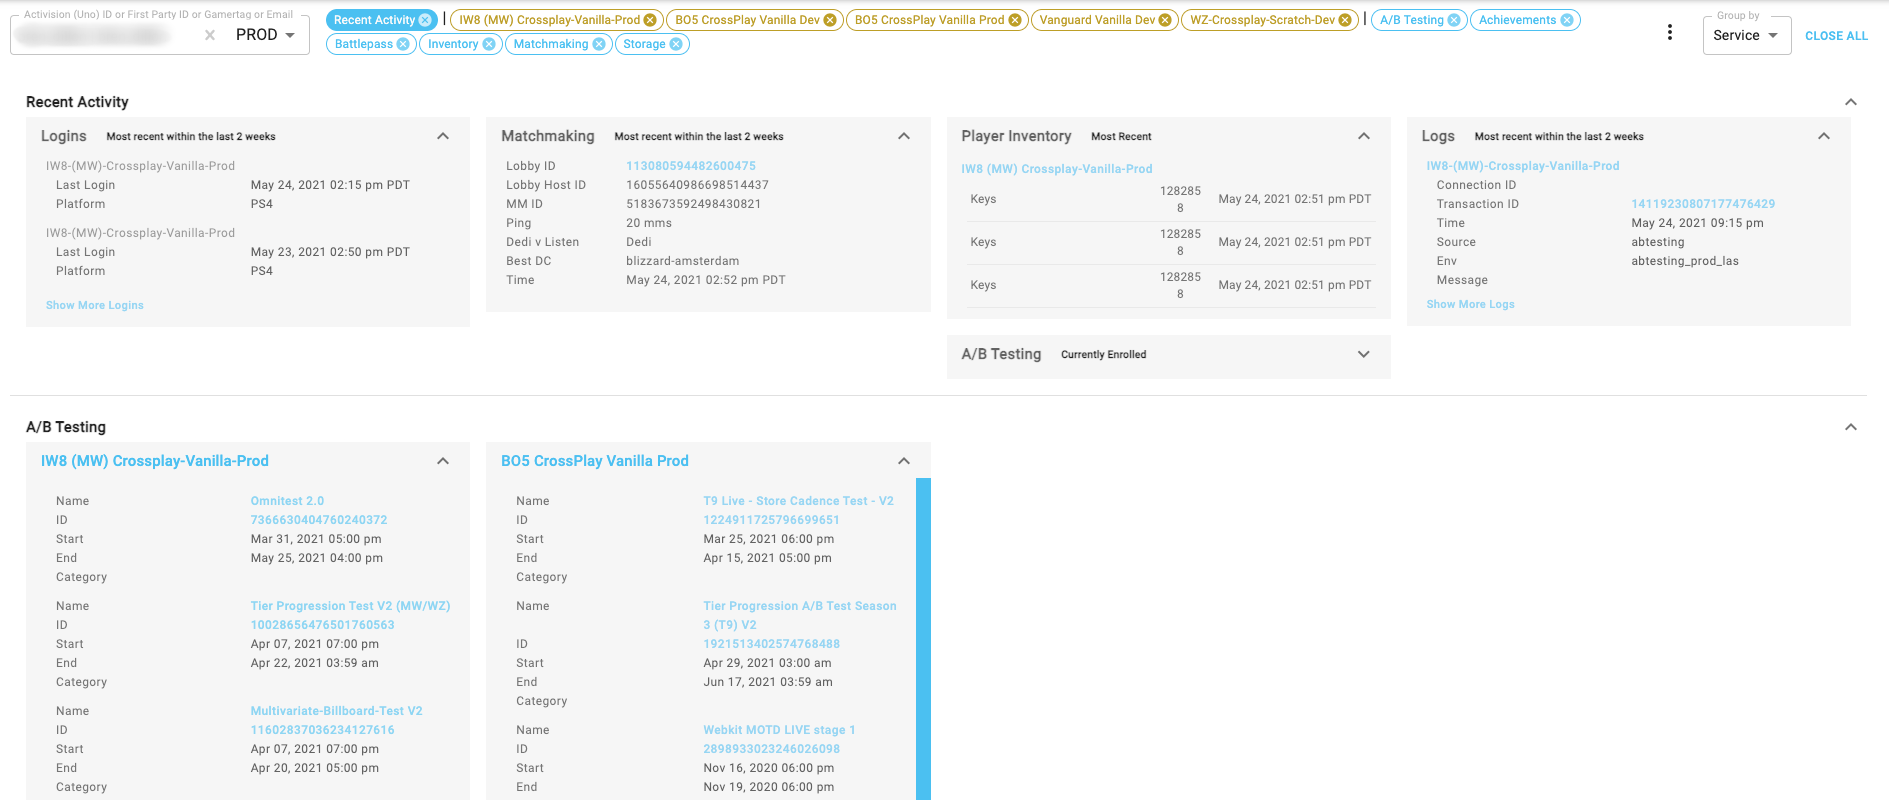 Activision (Uno) ID or First Party ID or Gamertag or Email
PROD
Recent Activity | IW8 (MW) Crossplay-Vanilla-Prod BO5 CrossPlay Vanilla Dev BO5 CrossPlay Vanilla Prod Vanguard Vanilla Dev WZ-Crossplay-Scratch-Dev | A/B Testing Achievements
Battlepass Inventory Matchmaking Storage
Group by
Service
CLOSE ALL
Recent Activity
Logins Most recent within the last 2 weeks
IW8-(MW)-Crossplay-Vanilla-Prod
Last Login May 24, 2021 02:15 pm PDT
Platform PS4
IW8-(MW)-Crossplay-Vanilla-Prod
Last Login May 23, 2021 02:50 pm PDT
Platform PS4
Show More Logins
Matchmaking Most recent within the last 2 weeks
Lobby ID 113080594482600475
Lobby Host ID 16055640986698514437
MM ID 5183673592498430821
Ping 20 mms
Dedi v Listen Dedi
Best DC blizzard-amsterdam
Time May 24, 2021 02:52 pm PDT
Player Inventory Most Recent
IW8 (MW) Crossplay-Vanilla-Prod
Keys 128285
8 May 24, 2021 02:51 pm PDT
Keys 128285
8 May 24, 2021 02:51 pm PDT
Keys 128285
8 May 24, 2021 02:51 pm PDT
A/B Testing Currently Enrolled
Logs Most recent within the last 2 weeks
IW8-(MW)-Crossplay-Vanilla-Prod
Connection ID
Transaction ID 14119230807177476429
Time May 24, 2021 09:15 pm
Source abtesting
Env abtesting_prod_las
Message
Show More Logs
A/B Testing
IW8 (MW) Crossplay-Vanilla-Prod
Name Omnitest 2.0
ID 7366630404760240372
Start Mar 31, 2021 05:00 pm
End May 25, 2021 04:00 pm
Category
Name Tier Progression Test V2 (MW/WZ)
ID 10028656476501760563
Start Apr 07, 2021 07:00 pm
End Apr 22, 2021 03:59 am
Category
Name Multivariate-Billboard-Test V2
ID 11602837036234127616
Start Apr 07, 2021 07:00 pm
End Apr 20, 2021 05:00 pm
Category
BO5 CrossPlay Vanilla Prod
Name T9 Live - Store Cadence Test - V2
ID 1224911725796699651
Start Mar 25, 2021 06:00 pm
End Apr 15, 2021 05:00 pm
Category
Name Tier Progression A/B Test Season
3 (T9) V2
ID 1921513402574768488
Start Apr 29, 2021 03:00 am
End Jun 17, 2021 03:59 am
Category
Name Webkit MOTD LIVE stage 1
ID 2898933023246026098
Start Nov 16, 2020 06:00 pm
End Nov 19, 2020 06:00 pm